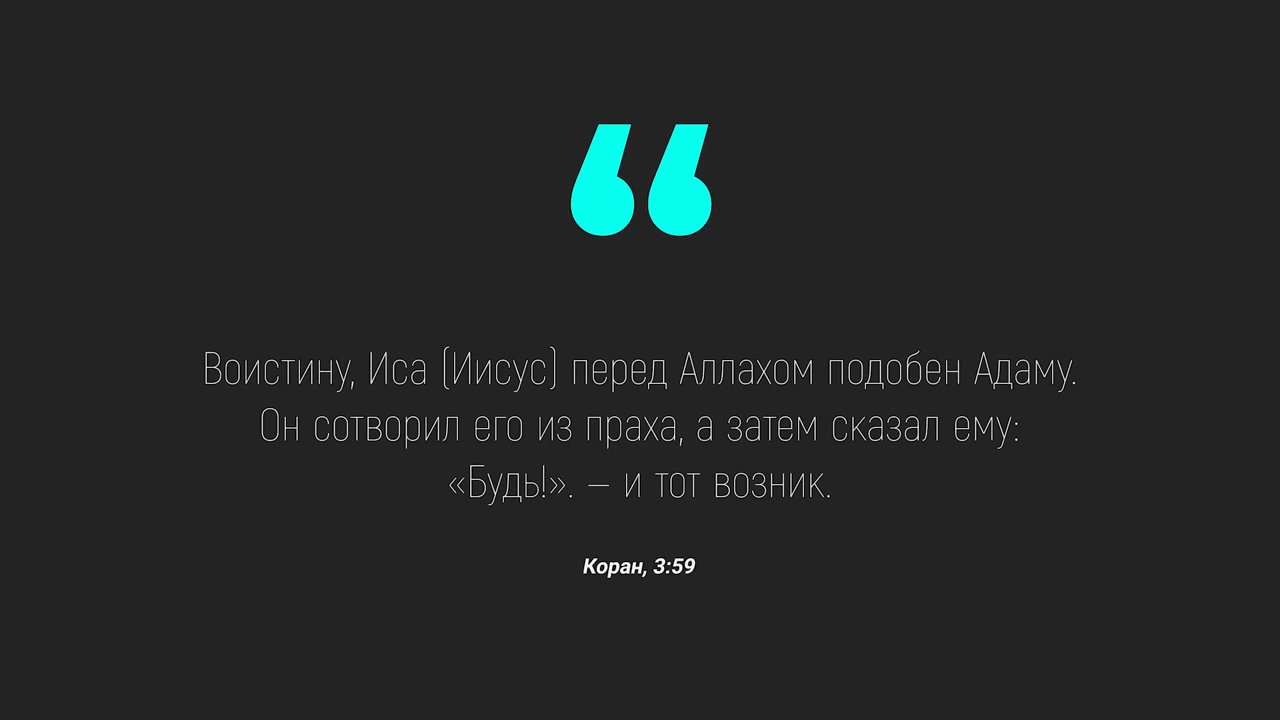 “
Воистину, Иса (Иисус) перед Аллахом подобен Адаму.
Он сотворил его из праха, а затем сказал ему:
«Будь!». – и тот возник.
Коран, 3:59